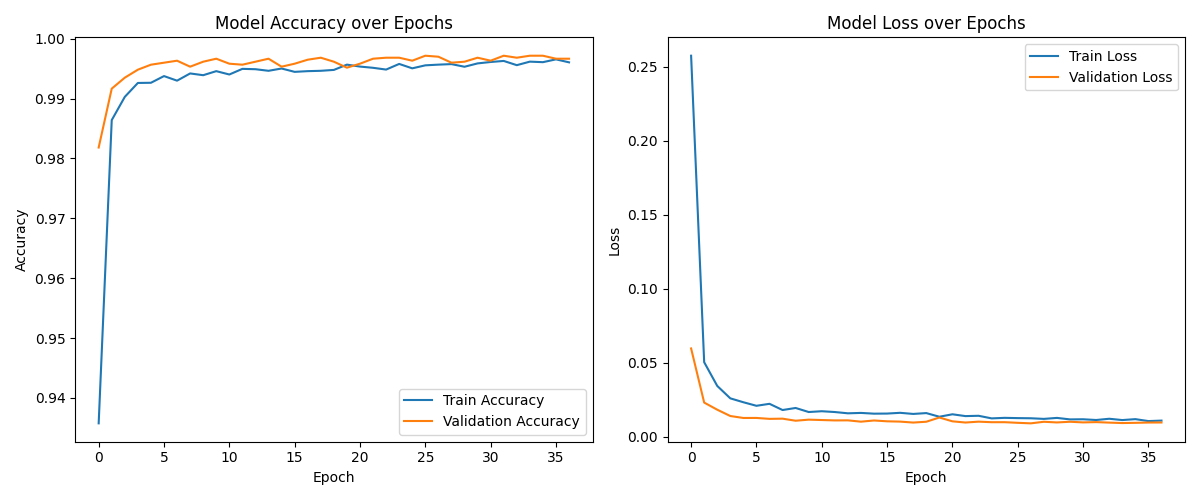 Model Accuracy over Epochs
1.00
0.99
0.98
0.97
0.96
0.95
0.94
Accuracy
0 5 10 15 20 25 30 35
Epoch
Train Accuracy
Validation Accuracy
Model Loss over Epochs
0.25
0.20
0.15
0.10
0.05
0.00
Loss
0 5 10 15 20 25 30 35
Epoch
Train Loss
Validation Loss